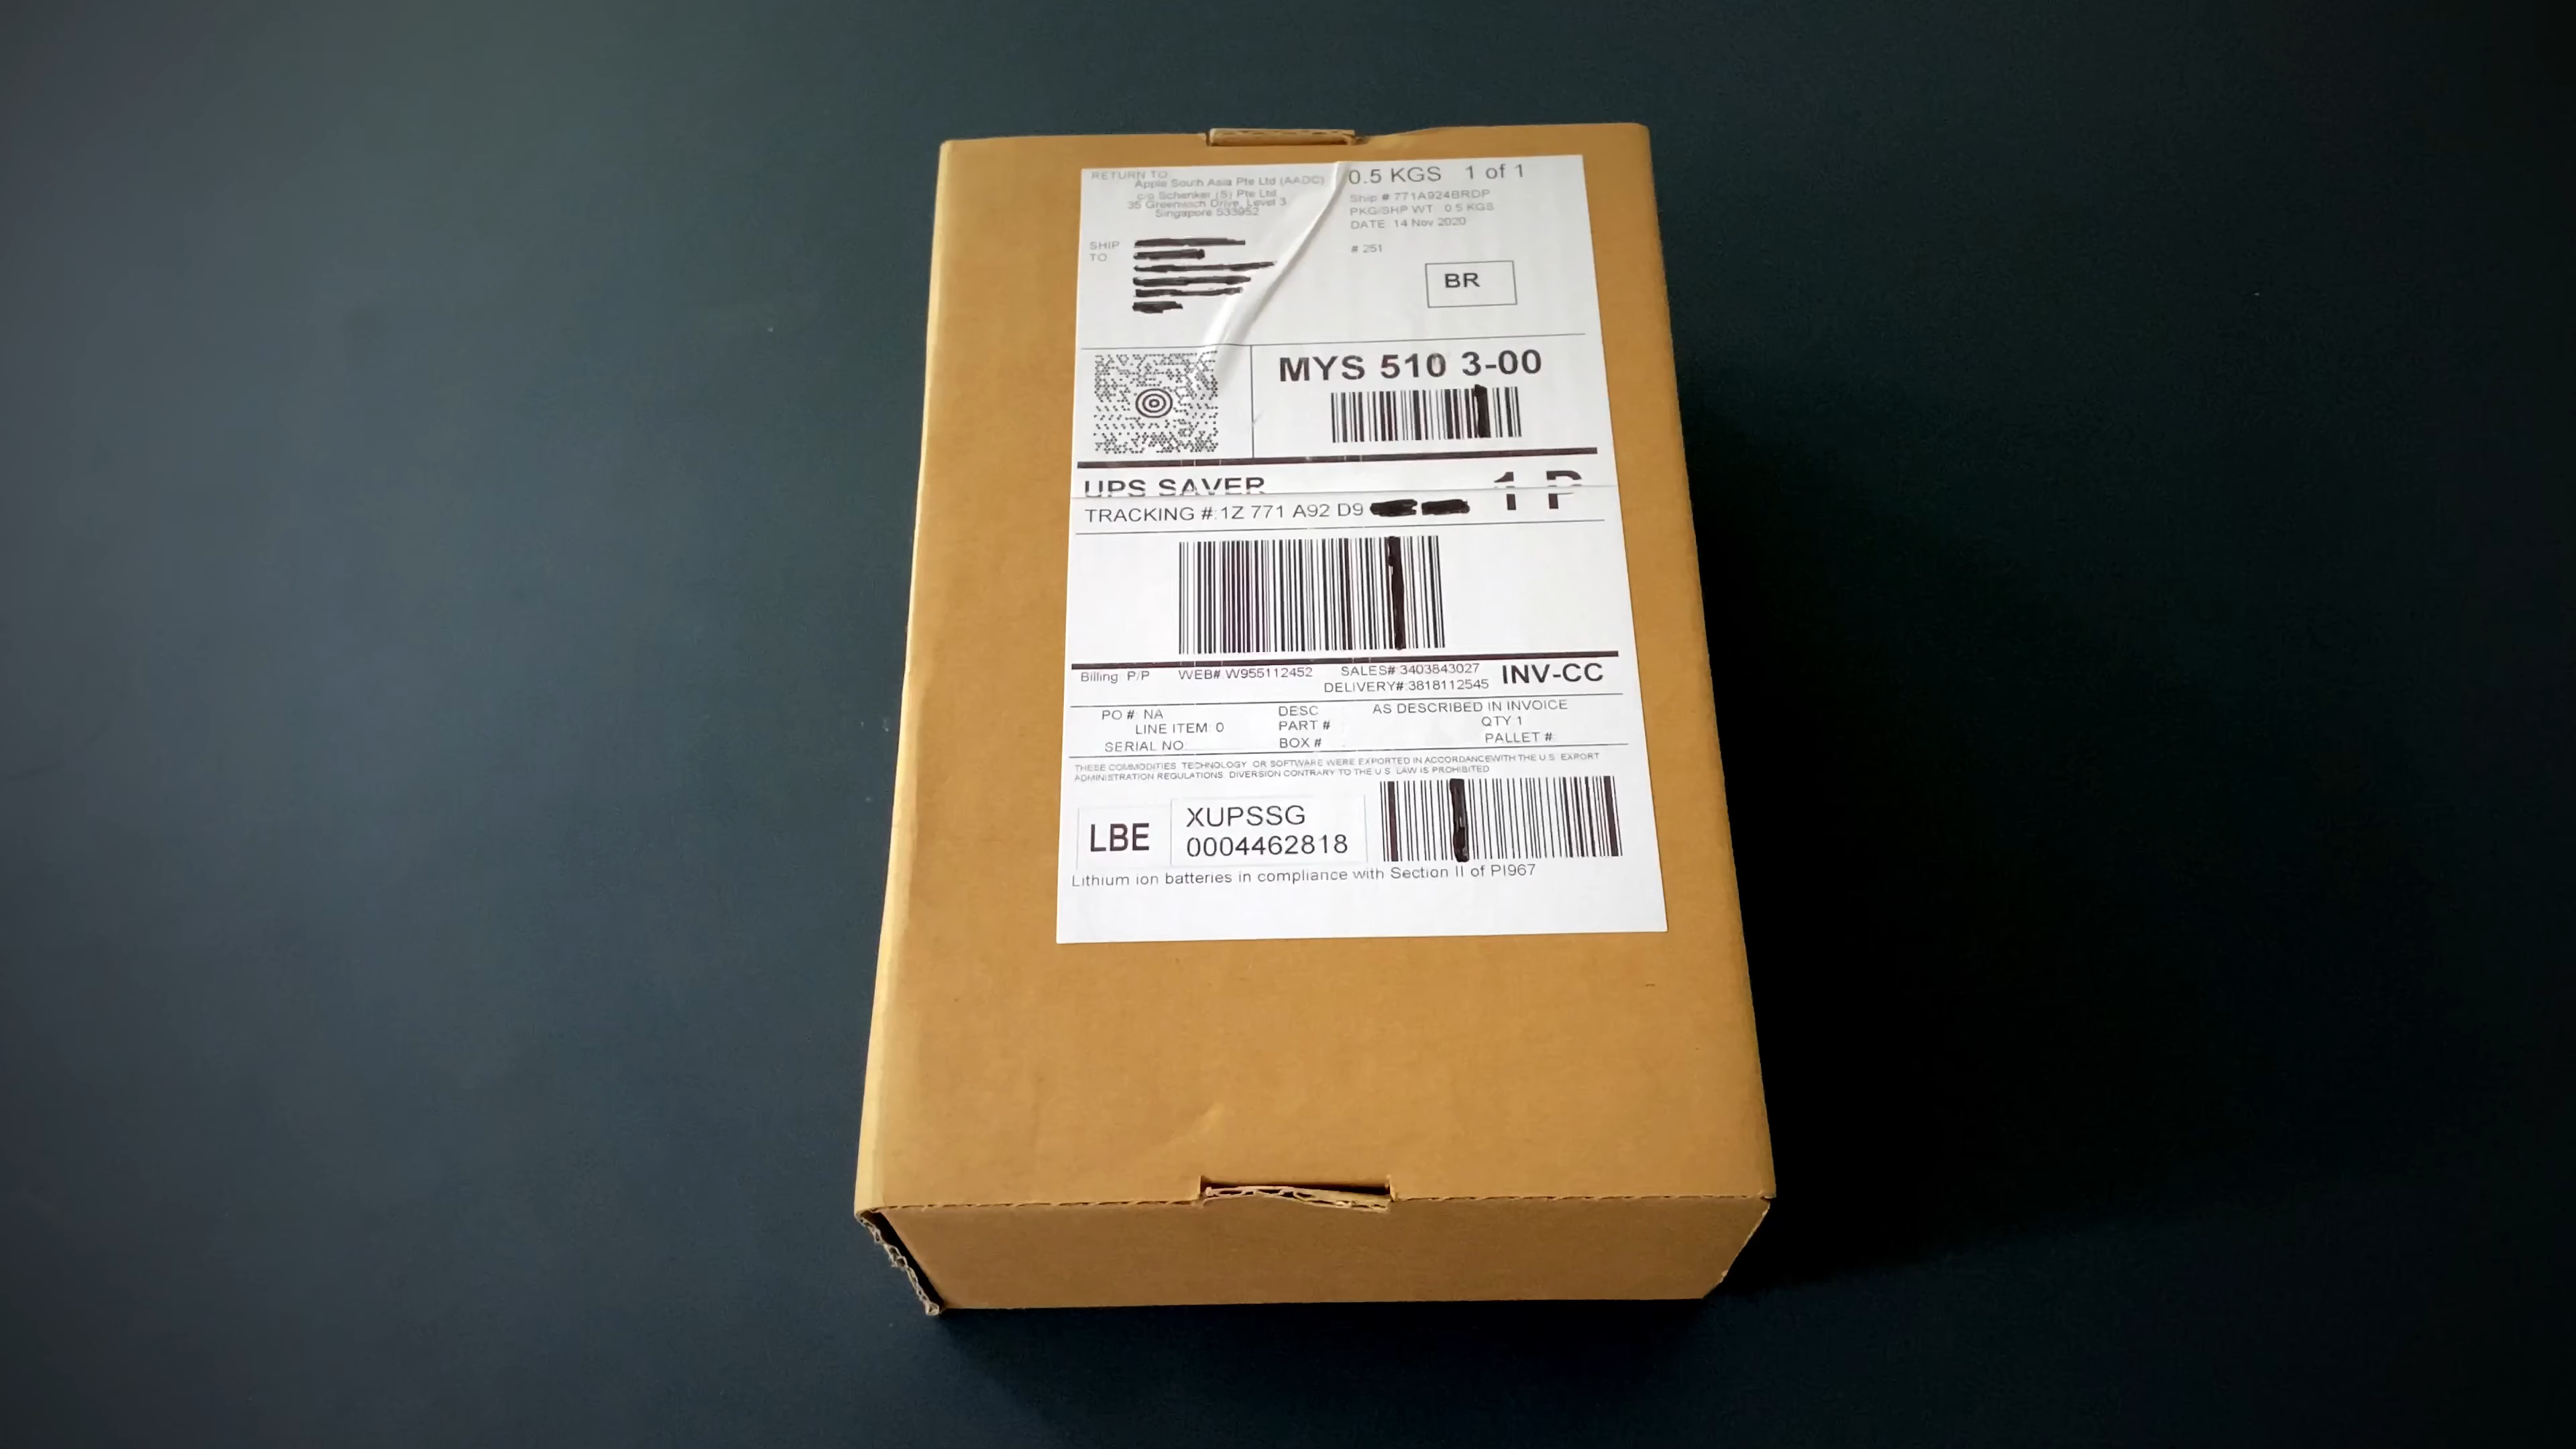 RETURN TO:
Apple South Asia Pte Ltd (AADC)
c/o Schenker (S) Pte Ltd
35 Greenwich Drive, Level 3
Singapore 533952
0.5 KGS 1 of 1
Ship # 771A924BRDP
PKG/SHP WT: 0.5 KGS
DATE: 14 Nov 2020
# 251
SHIP
TO
BR
MYS 510 3-00
UPS SAVER
1 P
TRACKING #:1Z 771 A92 D9
Billing: P/P WEB# W955112452 SALES# 3403843027 INV-CC
DELIVERY# 3818112545
PO #: NA DESC AS DESCRIBED IN INVOICE
LINE ITEM: 0 PART # QTY:1
SERIAL NO: BOX # PALLET #:
THESE COMMODITIES TECHNOLOGY OR SOFTWARE WERE EXPORTED IN ACCORDANCEWITH THE U.S. EXPORT
ADMINISTRATION REGULATIONS. DIVERSION CONTRARY TO THE U.S. LAW IS PROHIBITED
LBE XUPSSG
0004462818
Lithium ion batteries in compliance with Section II of PI967